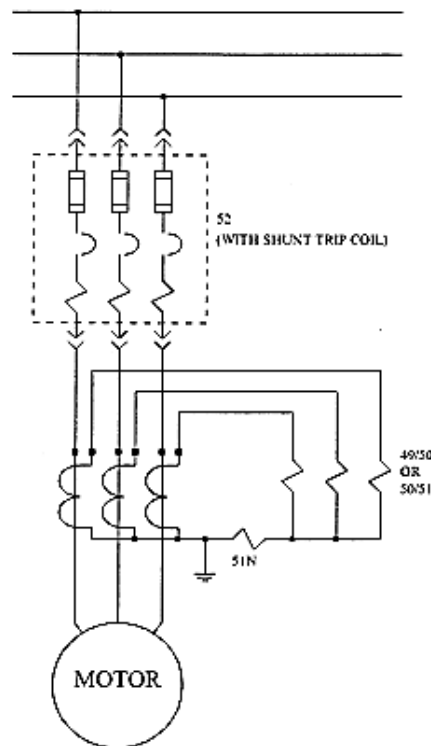 52
(WITH SHUNT TRIP COIL)
49/50
OR
50/51
51N
MOTOR